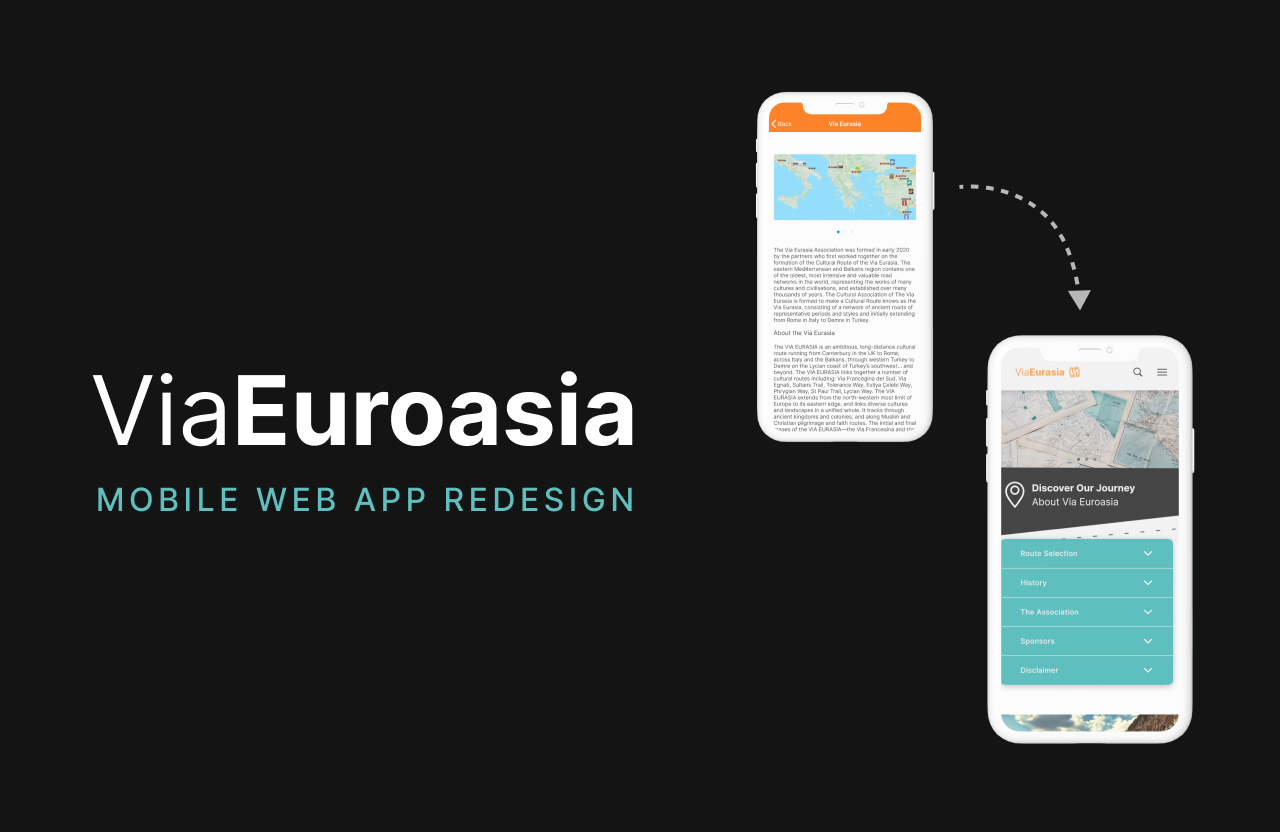 ViaEuroasia
MOBILE WEB APP REDESIGN
Back
Via Eurasia
The Via Eurasia Association was formed in early 2020
by the partners who first worked together on the
formation of the Cultural Route of the Via Eurasia. The
eastern Mediterranean and Balkans region contains one
of the oldest, most intensive and valuable road
networks in the world, representing the works of many
cultures and civilisations, and established over many
thousands of years. The Cultural Association of The Via
Eurasia is formed to make a Cultural Route knows as the
Via Eurasia, consisting of a network of ancient roads of
representative periods and styles and initially extending
from Rome in Italy to Demre in Turkey.
About the Via Eurasia
The VIA EURASIA is an ambitious, long-distance cultural
route running from Canterbury in the UK to Rome,
across Italy and the Balkans, through western Turkey to
Demre on the Lycian coast of Turkey's southwest... and
beyond. The VIA EURASIA links together a number of
cultural routes including: Via Francegina der Sud, Via
Egnati, Sultans Trail, Tolerance Way, Evliya Çelebi Way,
Phrygian Way, St Paul Trail, Lycian Way. The VIA
EURASIA extends from the north-western most limit of
Europe to its eastern edge, and links diverse cultures
and landscapes in a unified whole. It tracks through
ancient kingdoms and colonies, and along Muslim and
Christian pilgrimage and faith routes. The initial and final
stages of the VIA EURASIA—the Via Francesina and the
ViaEurasia
Discover Our Journey
About Via Euroasia
Route Selection
History
The Association
Sponsors
Disclaimer